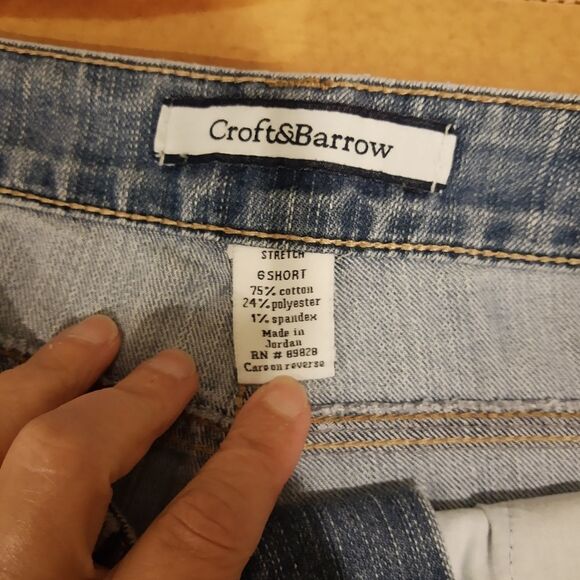 Croft&Barrow
STRETCH
6 SHORT
75% cotton
24% polyester
1% spandex
Made in
Jordan
RN # 89828
Care on reverse